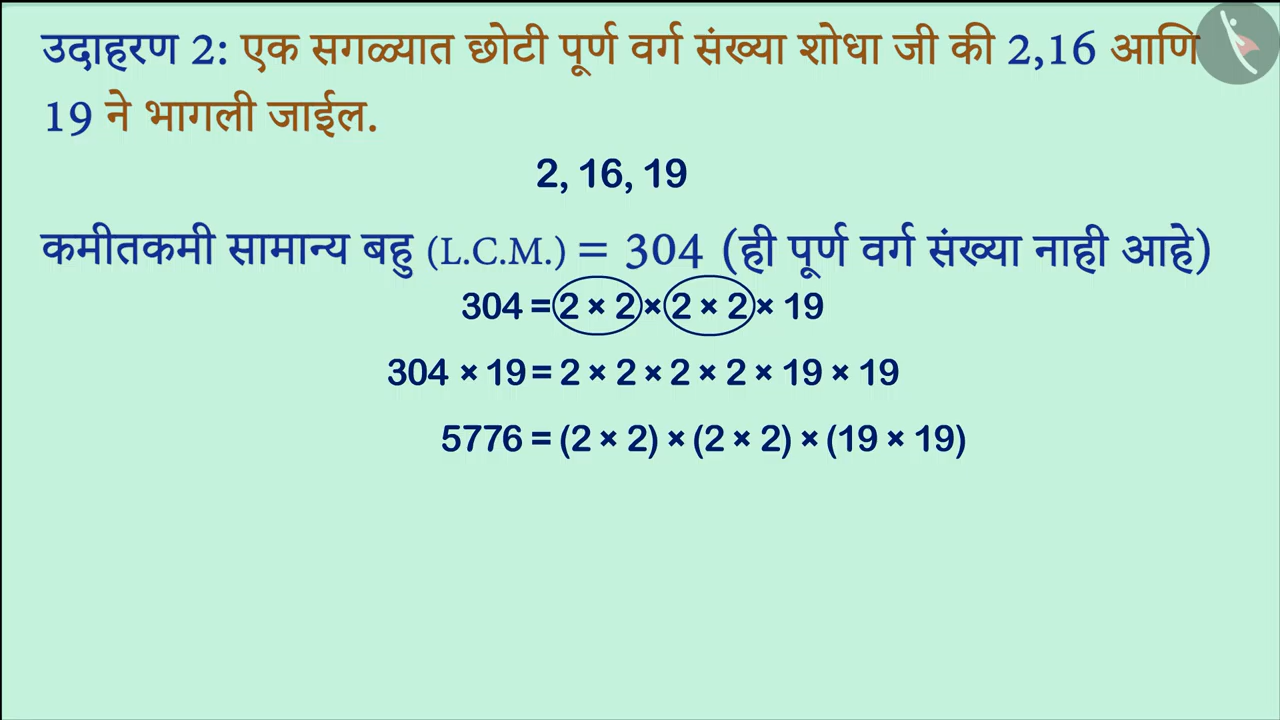 उदाहरण 2: एक सगळ्यात छोटी पूर्ण वर्ग संख्या शोधा जी की 2,16 आणि
19 ने भागली जाईल.
2, 16, 19
कमीतकमी सामान्य बहु (L.C.M.) = 304 (ही पूर्ण वर्ग संख्या नाही आहे)
304 = 2 × 2 × 2 × 2 × 19
304 × 19 = 2 × 2 × 2 × 2 × 19 × 19
5776 = (2 × 2) × (2 × 2) × (19 × 19)